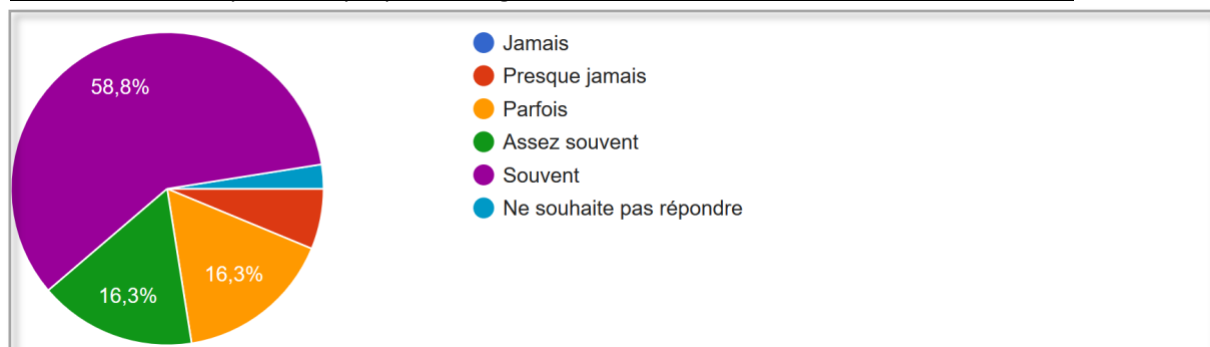 58,8%
16,3%
16,3%
Jamais
Presque jamais
Parfois
Assez souvent
Souvent
Ne souhaite pas répondre